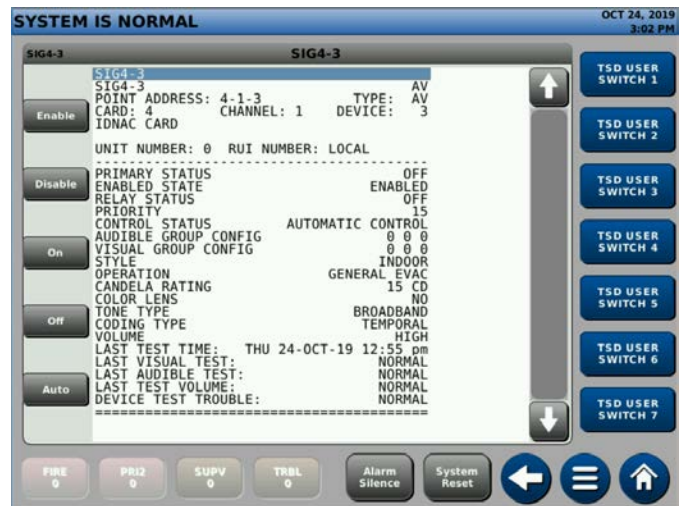 SYSTEM IS NORMAL
OCT 24, 2019
3:02 PM
SIG4-3
SIG4-3
Enable
Disable
On
Off
Auto
SIG4-3
SIG4-3 AV
POINT ADDRESS: 4-1-3 TYPE: AV
CARD: 4 CHANNEL: 1 DEVICE: 3
IDNAC CARD
UNIT NUMBER: 0 RUI NUMBER: LOCAL
----------------------------------------
PRIMARY STATUS OFF
ENABLED STATE ENABLED
RELAY STATUS OFF
PRIORITY 15
CONTROL STATUS AUTOMATIC CONTROL
AUDIBLE GROUP CONFIG 0 0 0
VISUAL GROUP CONFIG 0 0 0
STYLE INDOOR
OPERATION GENERAL EVAC
CANDELA RATING 15 CD
COLOR LENS NO
TONE TYPE BROADBAND
CODING TYPE TEMPORAL
VOLUME HIGH
LAST TEST TIME: THU 24-OCT-19 12:55 pm
LAST VISUAL TEST: NORMAL
LAST AUDIBLE TEST: NORMAL
LAST TEST VOLUME: NORMAL
DEVICE TEST TROUBLE: NORMAL
========================================
TSD USER
SWITCH 1
TSD USER
SWITCH 2
TSD USER
SWITCH 3
TSD USER
SWITCH 4
TSD USER
SWITCH 5
TSD USER
SWITCH 6
TSD USER
SWITCH 7
FIRE
0
PRI2
0
SUPV
0
TRBL
0
Alarm
Silence
System
Reset